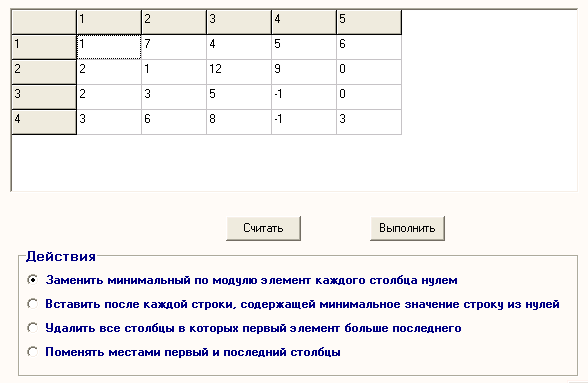 1 2 3 4 5
1 1 7 4 5 6
2 2 1 12 9 0
3 2 3 5 -1 0
4 3 6 8 -1 3
Считать Выполнить
Действия
Заменить минимальный по модулю элемент каждого столбца нулем
Вставить после каждой строки, содержащей минимальное значение строку из нулей
Удалить все столбцы в которых первый элемент больше последнего
Поменять местами первый и последний столбцы